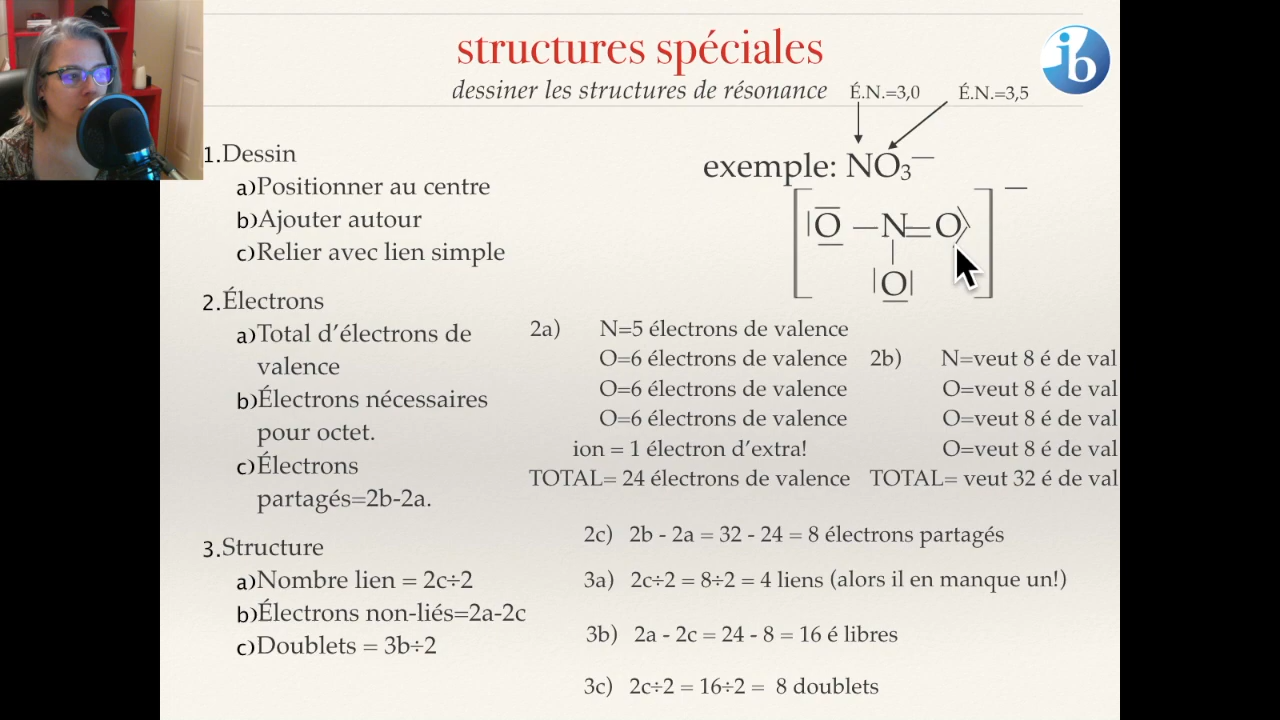 structures spéciales
dessiner les structures de résonance
É.N.=3,0
É.N.=3,5
ib
exemple: NO₃⁻
|O —N=O
O
1.Dessin
a)Positionner au centre
b)Ajouter autour
c)Relier avec lien simple
2.Électrons
a)Total d'électrons de
valence
b)Électrons nécessaires
pour octet.
c)Électrons
partagés=2b-2a.
3.Structure
a)Nombre lien = 2c÷2
b)Électrons non-liés=2a-2c
c)Doublets = 3b÷2
2a) N=5 électrons de valence
O=6 électrons de valence
O=6 électrons de valence
O=6 électrons de valence
ion = 1 électron d'extra!
TOTAL= 24 électrons de valence
2b) N=veut 8 é de val
O=veut 8 é de val
O=veut 8 é de val
O=veut 8 é de val
TOTAL= veut 32 é de val
2c) 2b - 2a = 32 - 24 = 8 électrons partagés
3a) 2c÷2 = 8÷2 = 4 liens (alors il en manque un!)
3b) 2a - 2c = 24 - 8 = 16 é libres
3c) 2c÷2 = 16÷2 = 8 doublets